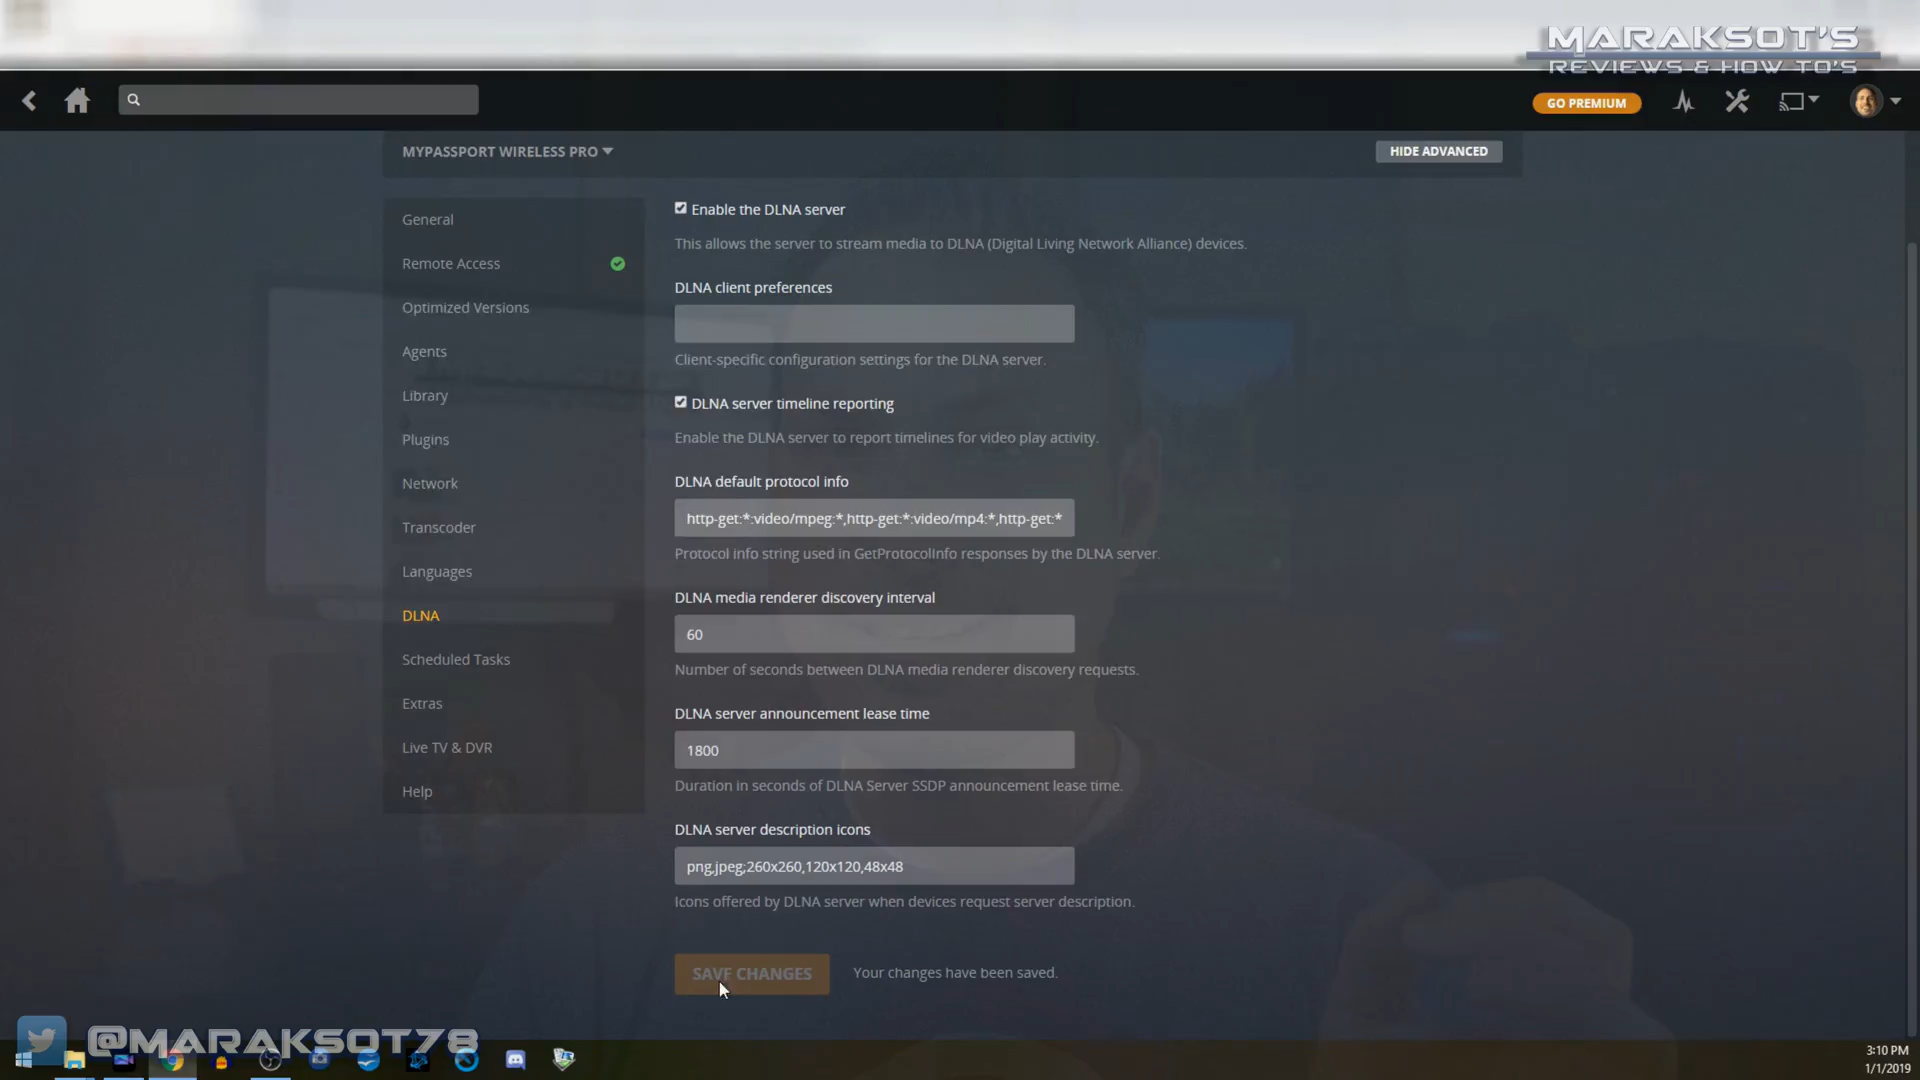 MARAKSOT'S
REVIEWS & HOW TO'S
GO PREMIUM
MYPASSPORT WIRELESS PRO
HIDE ADVANCED
General
Remote Access
Optimized Versions
Agents
Library
Plugins
Network
Transcoder
Languages
DLNA
Scheduled Tasks
Extras
Live TV & DVR
Help
Enable the DLNA server
This allows the server to stream media to DLNA (Digital Living Network Alliance) devices.
DLNA client preferences
Client-specific configuration settings for the DLNA server.
DLNA server timeline reporting
Enable the DLNA server to report timelines for video play activity.
DLNA default protocol info
http-get:*:video/mpeg:*,http-get:*:video/mp4:*,http-get:*
Protocol info string used in GetProtocolInfo responses by the DLNA server.
DLNA media renderer discovery interval
60
Number of seconds between DLNA media renderer discovery requests.
DLNA server announcement lease time
1800
Duration in seconds of DLNA Server SSDP announcement lease time.
DLNA server description icons
png,jpeg;260x260,120x120,48x48
Icons offered by DLNA server when devices request server description.
SAVE CHANGES
Your changes have been saved.
@MARAKSOT78
3:10 PM
1/1/2019